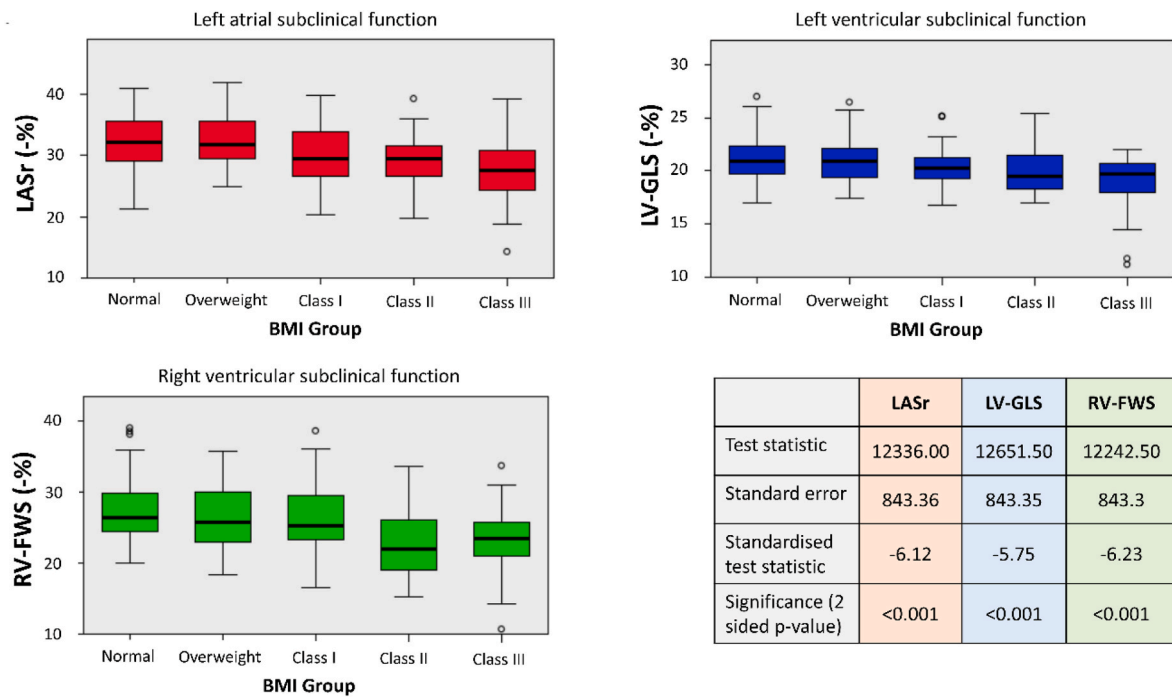 Left atrial subclinical function
LASr (-%)
40
30
20
10
Normal Overweight Class I Class II Class III
BMI Group
Left ventricular subclinical function
LV-GLS (-%)
30
25
20
15
10
Normal Overweight Class I Class II Class III
BMI Group
Right ventricular subclinical function
RV-FWS (-%)
40
30
20
10
Normal Overweight Class I Class II Class III
BMI Group
LASr LV-GLS RV-FWS
Test statistic 12336.00 12651.50 12242.50
Standard error 843.36 843.35 843.3
Standardised
test statistic -6.12 -5.75 -6.23
Significance (2
sided p-value) <0.001 <0.001 <0.001